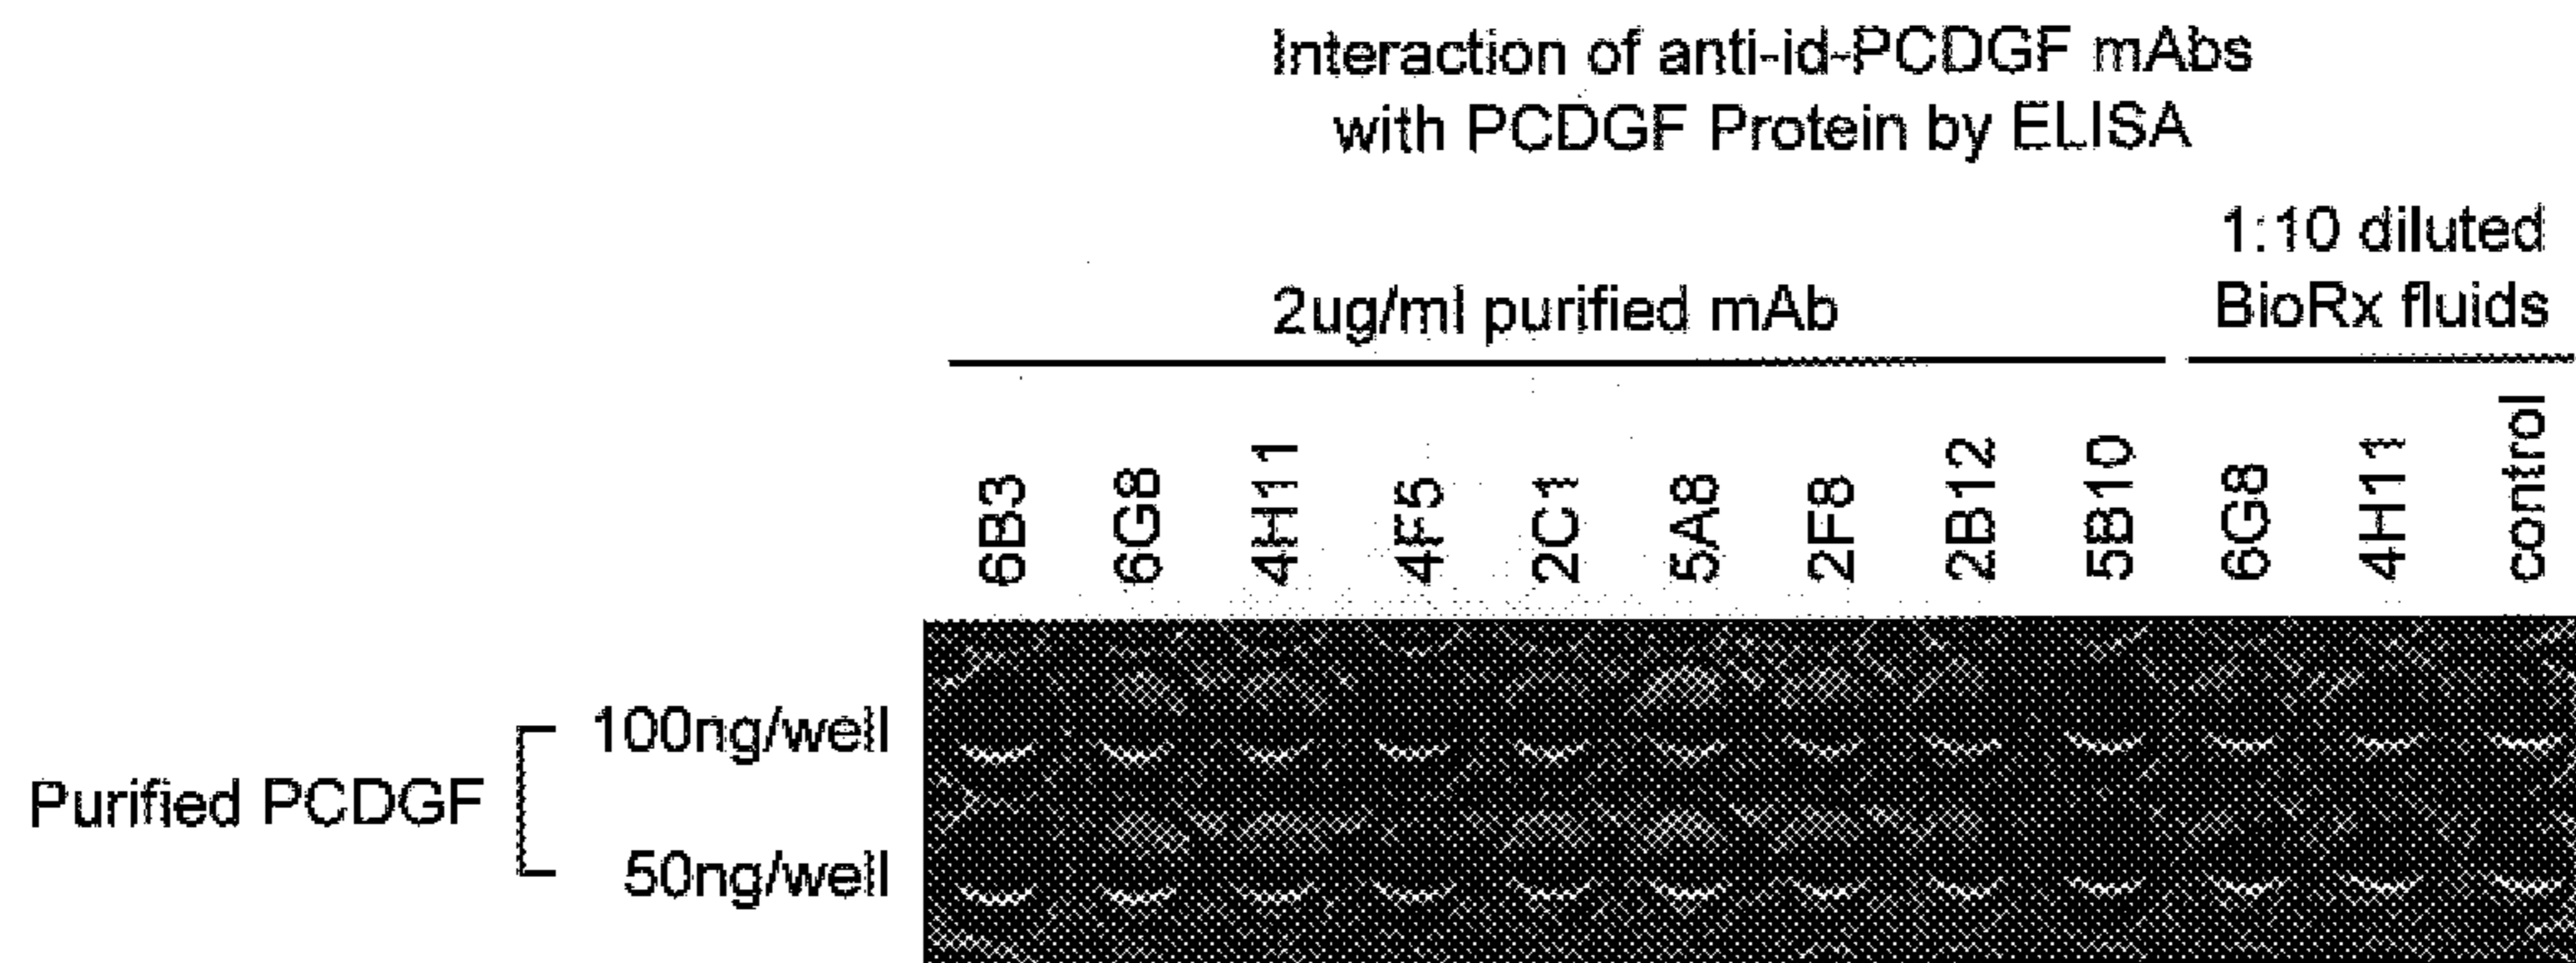 Interaction of anti-id-PCDGF mAbs
with PCDGF Protein by ELISA
1:10 diluted
BioRx fluids
2ug/ml purified mAb
6B3 6G8 4H11 4F5 2C1 5A8 2F8 2B12 5B10 6G8 4H11 control
100ng/well
Purified PCDGF
50ng/well